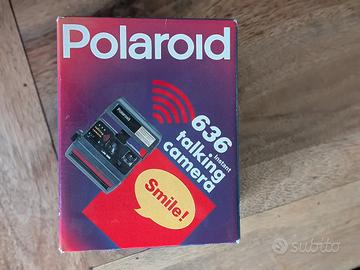 Polaroid
Polaroid
636
instant
talking
camera
Smile!
subito